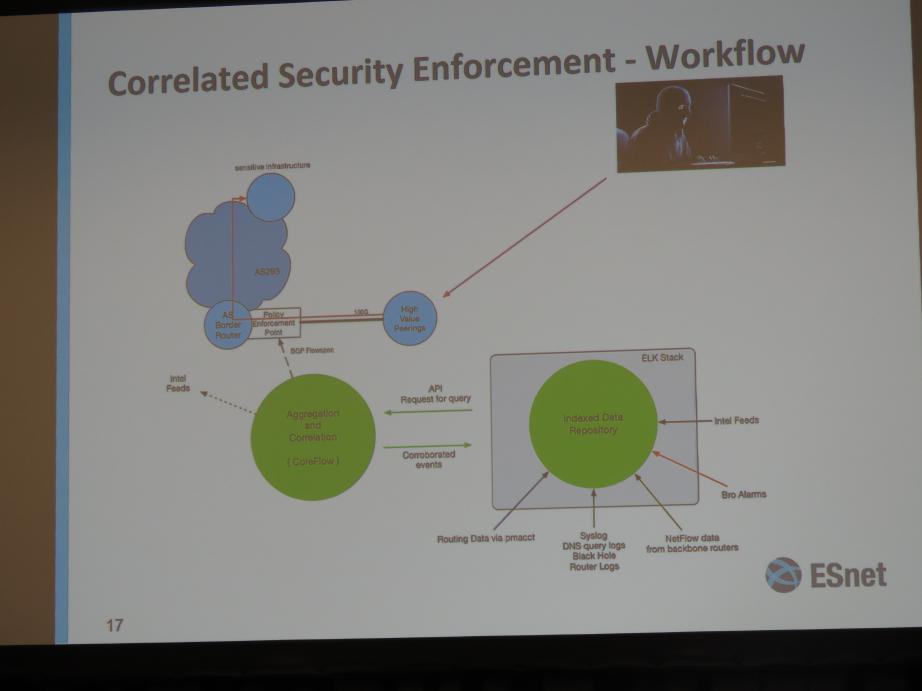 Correlated Security Enforcement - Workflow
sensitive infrastructure
AS293
AS
Border
Router
Policy
Enforcement
Point
100G
High
Value
Peerings
BGP Flowspec
Intel
Feeds
Aggregation
and
Correlation
( CoreFlow )
API
Request for query
Corroborated
events
ELK Stack
Indexed Data
Repository
Intel Feeds
Bro Alarms
Routing Data via pmacct
Syslog
DNS query logs
Black Hole
Router Logs
NetFlow data
from backbone routers
ESnet
17